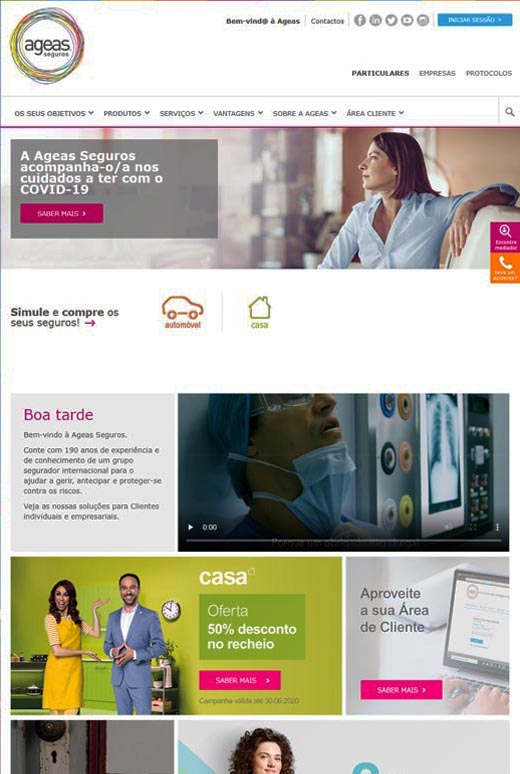 ageas
seguros
Bem-vind@ à Ageas
Contactos
INICIAR SESSÃO >
PARTICULARES
EMPRESAS
PROTOCOLOS
OS SEUS OBJETIVOS
PRODUTOS
SERVIÇOS
VANTAGENS
SOBRE A AGEAS
ÁREA CLIENTE
A Ageas Seguros
acompanha-o/a nos
cuidados a ter com o
COVID-19
SABER MAIS >
Encontre
mediador
Teve um
acidente?
Simule e compre os
seus seguros! →
automóvel
casa
Boa tarde
Bem-vindo à Ageas Seguros.
Conte com 190 anos de experiência e
de conhecimento de um grupo
segurador internacional para o
ajudar a gerir, antecipar e proteger-se
contra os riscos.
Veja as nossas soluções para Clientes
individuais e empresariais.
0:00
Porque um obrigado não chega!
casa
Oferta
50% desconto
no recheio
SABER MAIS >
Campanha válida até 30.06.2020
Aproveite
a sua Área
de Cliente
SABER MAIS >